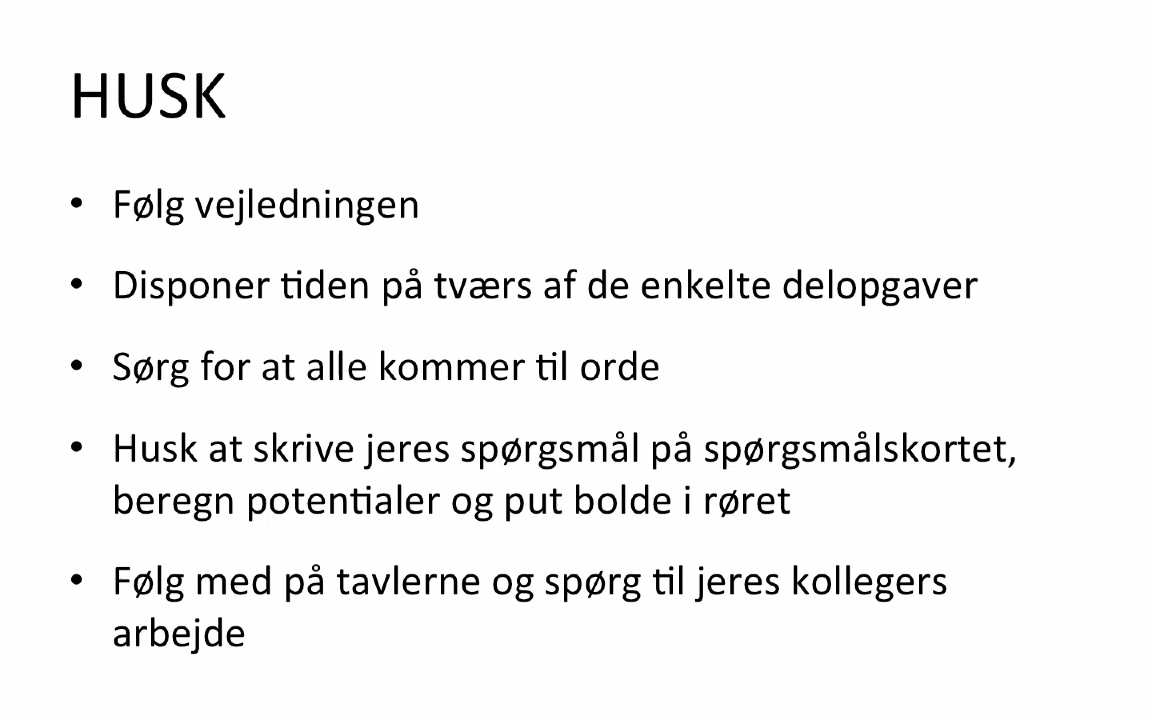 HUSK
• Følg vejledningen
• Disponer tiden på tværs af de enkelte delopgaver
• Sørg for at alle kommer til orde
• Husk at skrive jeres spørgsmål på spørgsmålskortet,
beregn potentialer og put bolde i røret
• Følg med på tavlerne og spørg til jeres kollegers
arbejde